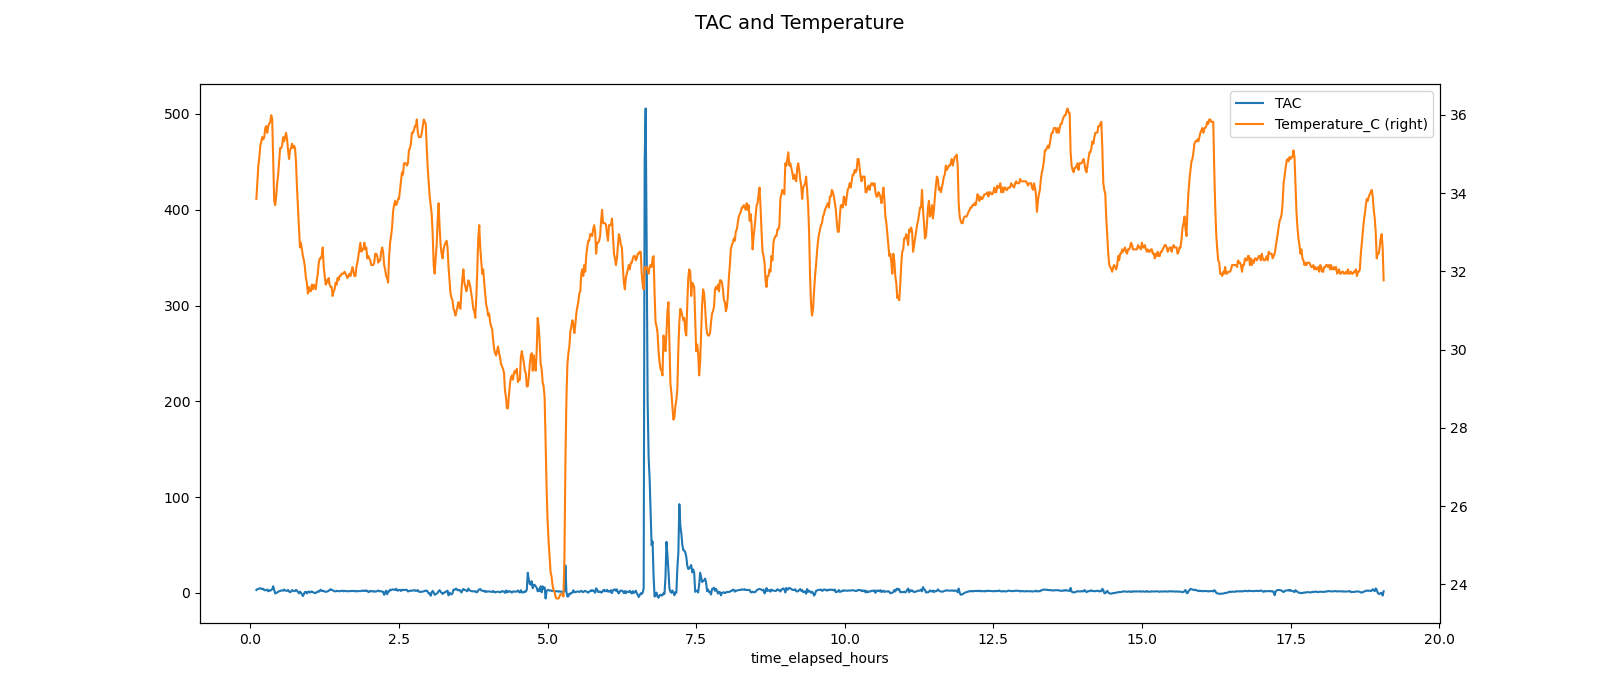 TAC and Temperature
TAC
Temperature_C (right)
500
400
300
200
100
0
36
34
32
30
28
26
24
0.0 2.5 5.0 7.5 10.0 12.5 15.0 17.5 20.0
time_elapsed_hours